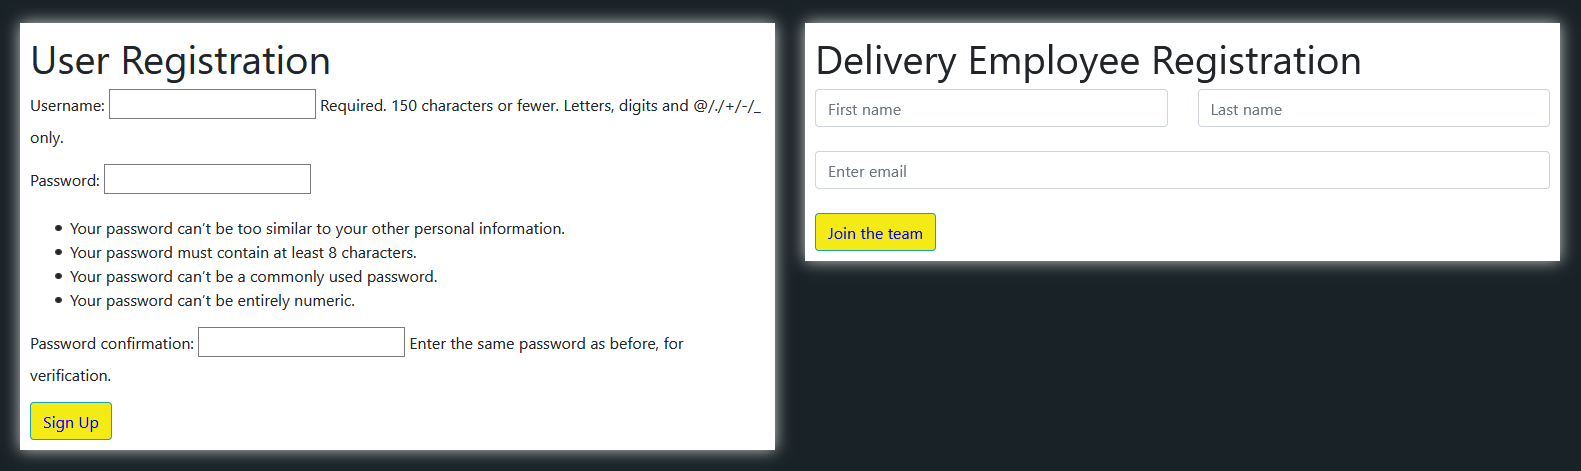 User Registration
Username: Required. 150 characters or fewer. Letters, digits and @/./+/-/_
only.
Password:
Your password can't be too similar to your other personal information.
Your password must contain at least 8 characters.
Your password can't be a commonly used password.
Your password can't be entirely numeric.
Password confirmation: Enter the same password as before, for
verification.
Sign Up
Delivery Employee Registration
First name Last name
Enter email
Join the team